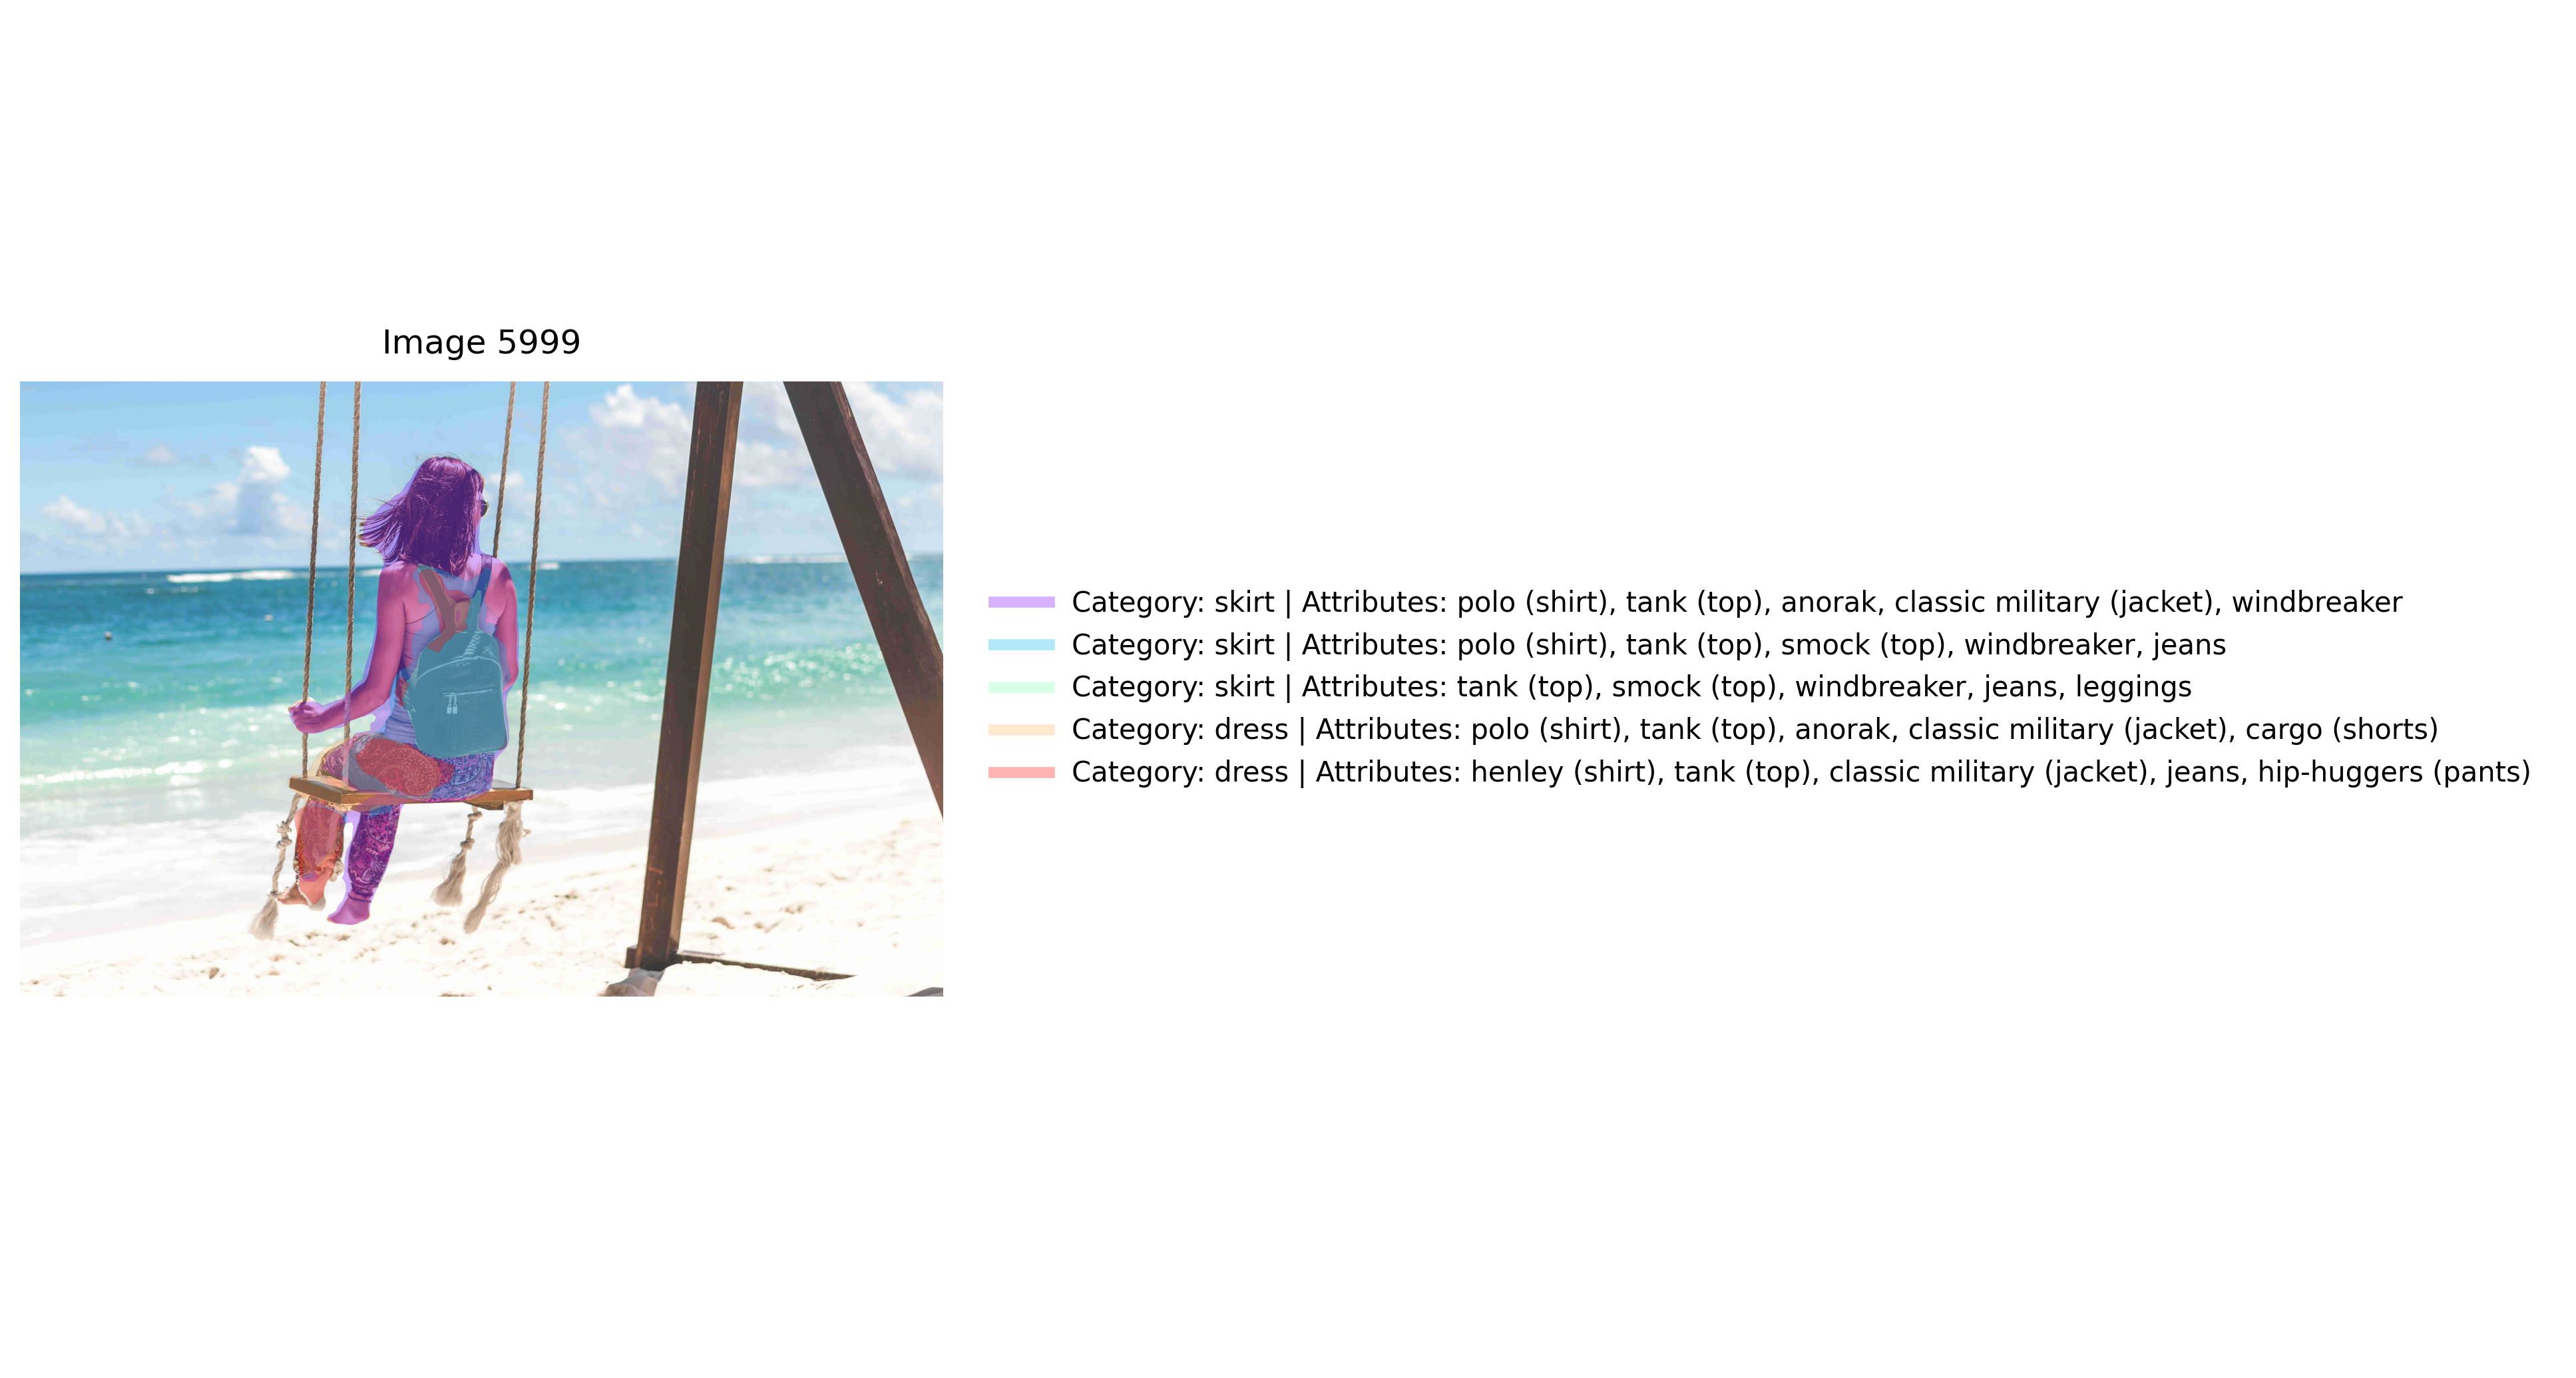 Image 5999
Category: skirt | Attributes: polo (shirt), tank (top), anorak, classic military (jacket), windbreaker
Category: skirt | Attributes: polo (shirt), tank (top), smock (top), windbreaker, jeans
Category: skirt | Attributes: tank (top), smock (top), windbreaker, jeans, leggings
Category: dress | Attributes: polo (shirt), tank (top), anorak, classic military (jacket), cargo (shorts)
Category: dress | Attributes: henley (shirt), tank (top), classic military (jacket), jeans, hip-huggers (pants)